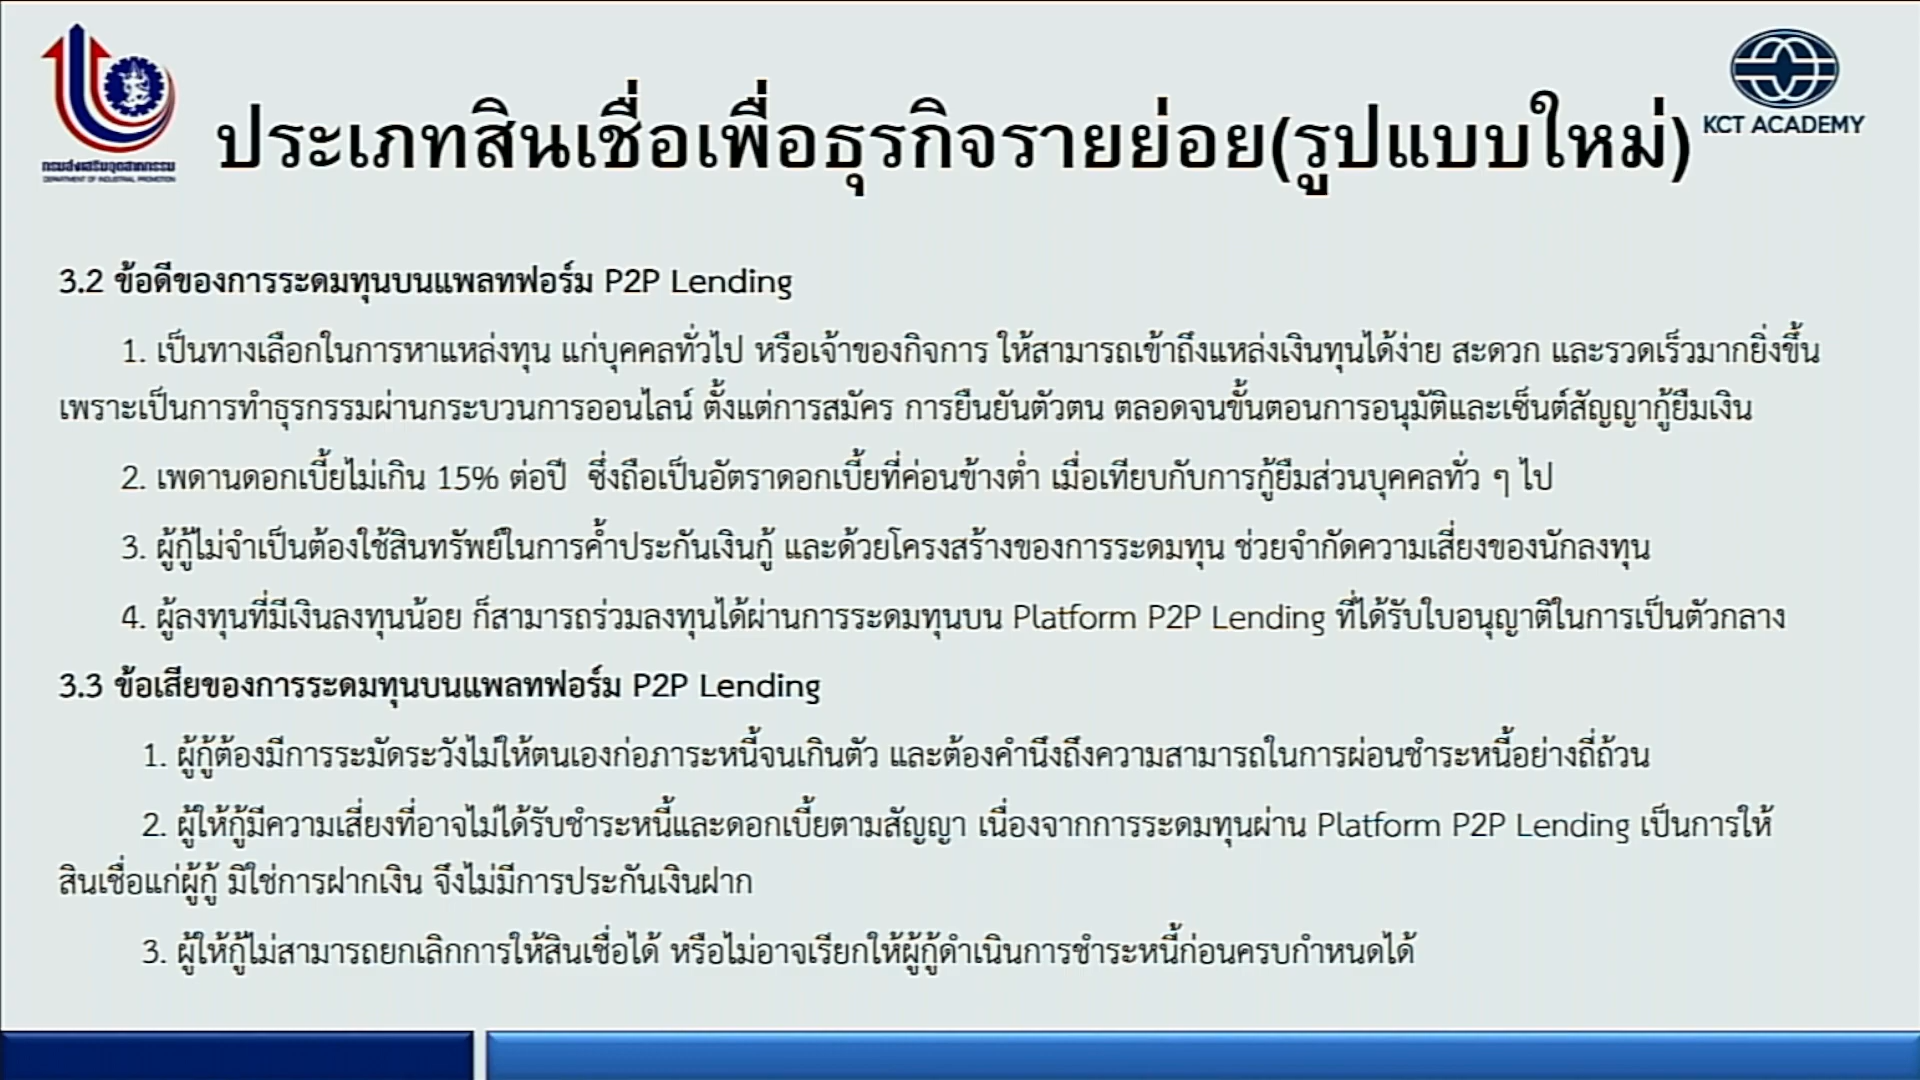 กรมส่งเสริมอุตสาหกรรม
DEPARTMENT OF INDUSTRIAL PROMOTION
KCT ACADEMY
ประเภทสินเชื่อเพื่อธุรกิจรายย่อย(รูปแบบใหม่)
3.2 ข้อดีของการระดมทุนบนแพลทฟอร์ม P2P Lending
1. เป็นทางเลือกในการหาแหล่งทุน แก่บุคคลทั่วไป หรือเจ้าของกิจการ ให้สามารถเข้าถึงแหล่งเงินทุนได้ง่าย สะดวก และรวดเร็วมากยิ่งขึ้น
เพราะเป็นการทำธุรกรรมผ่านกระบวนการออนไลน์ ตั้งแต่การสมัคร การยืนยันตัวตน ตลอดจนขั้นตอนการอนุมัติและเซ็นต์สัญญากู้ยืมเงิน
2. เพดานดอกเบี้ยไม่เกิน 15% ต่อปี ซึ่งถือเป็นอัตราดอกเบี้ยที่ค่อนข้างต่ำ เมื่อเทียบกับการกู้ยืมส่วนบุคคลทั่ว ๆ ไป
3. ผู้กู้ไม่จำเป็นต้องใช้สินทรัพย์ในการค้ำประกันเงินกู้ และด้วยโครงสร้างของการระดมทุน ช่วยจำกัดความเสี่ยงของนักลงทุน
4. ผู้ลงทุนที่มีเงินลงทุนน้อย ก็สามารถร่วมลงทุนได้ผ่านการระดมทุนบน Platform P2P Lending ที่ได้รับใบอนุญาติในการเป็นตัวกลาง
3.3 ข้อเสียของการระดมทุนบนแพลทฟอร์ม P2P Lending
1. ผู้กู้ต้องมีการระมัดระวังไม่ให้ตนเองก่อภาระหนี้จนเกินตัว และต้องคำนึงถึงความสามารถในการผ่อนชำระหนี้อย่างถี่ถ้วน
2. ผู้ให้กู้มีความเสี่ยงที่อาจไม่ได้รับชำระหนี้และดอกเบี้ยตามสัญญา เนื่องจากการระดมทุนผ่าน Platform P2P Lending เป็นการให้
สินเชื่อแก่ผู้กู้ มิใช่การฝากเงิน จึงไม่มีการประกันเงินฝาก
3. ผู้ให้กู้ไม่สามารถยกเลิกการให้สินเชื่อได้ หรือไม่อาจเรียกให้ผู้กู้ดำเนินการชำระหนี้ก่อนครบกำหนดได้